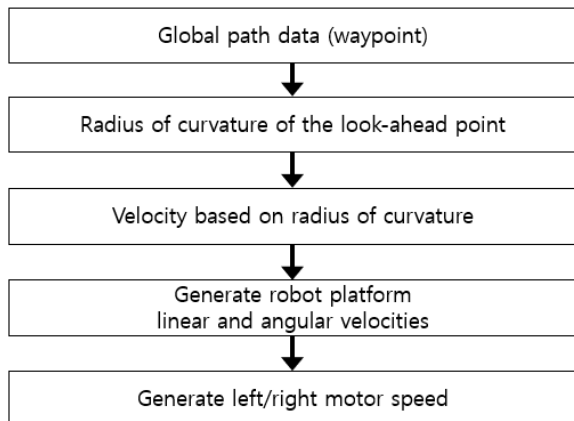 Global path data (waypoint)
Radius of curvature of the look-ahead point
Velocity based on radius of curvature
Generate robot platform
linear and angular velocities
Generate left/right motor speed